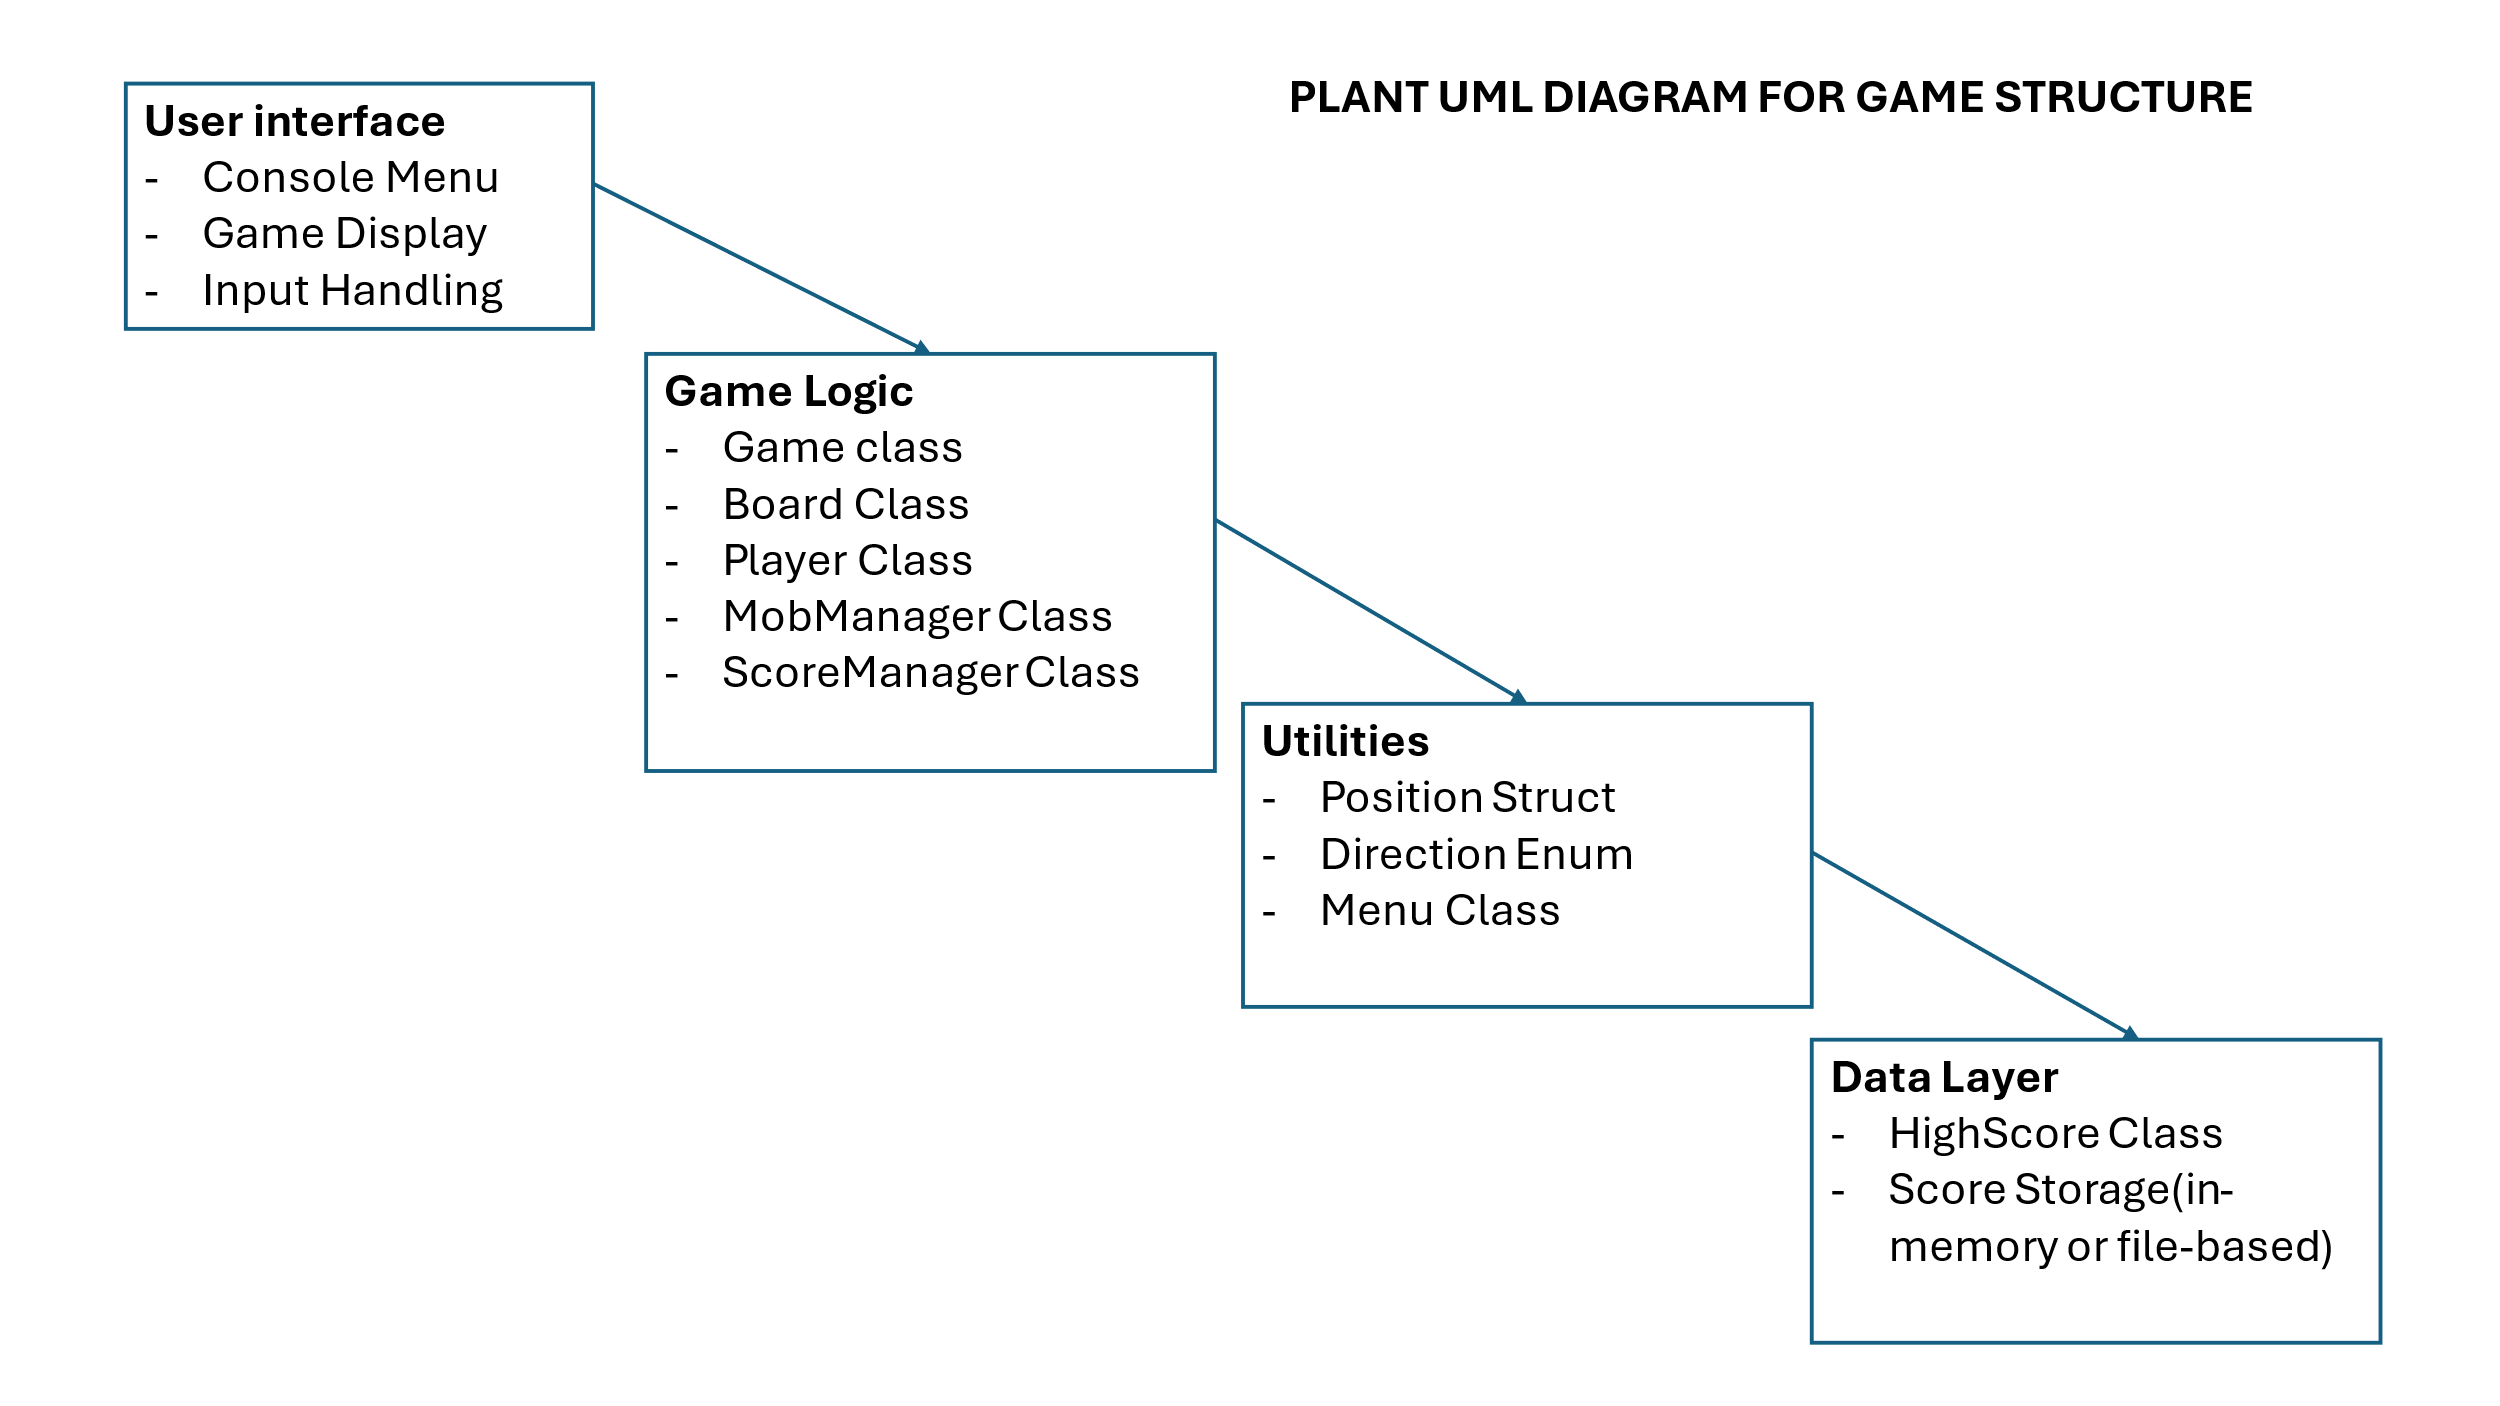 PLANT UML DIAGRAM FOR GAME STRUCTURE
User interface
- Console Menu
- Game Display
- Input Handling
Game Logic
- Game class
- Board Class
- Player Class
- MobManager Class
- ScoreManager Class
Utilities
- Position Struct
- Direction Enum
- Menu Class
Data Layer
- HighScore Class
- Score Storage(in-
memory or file-based)